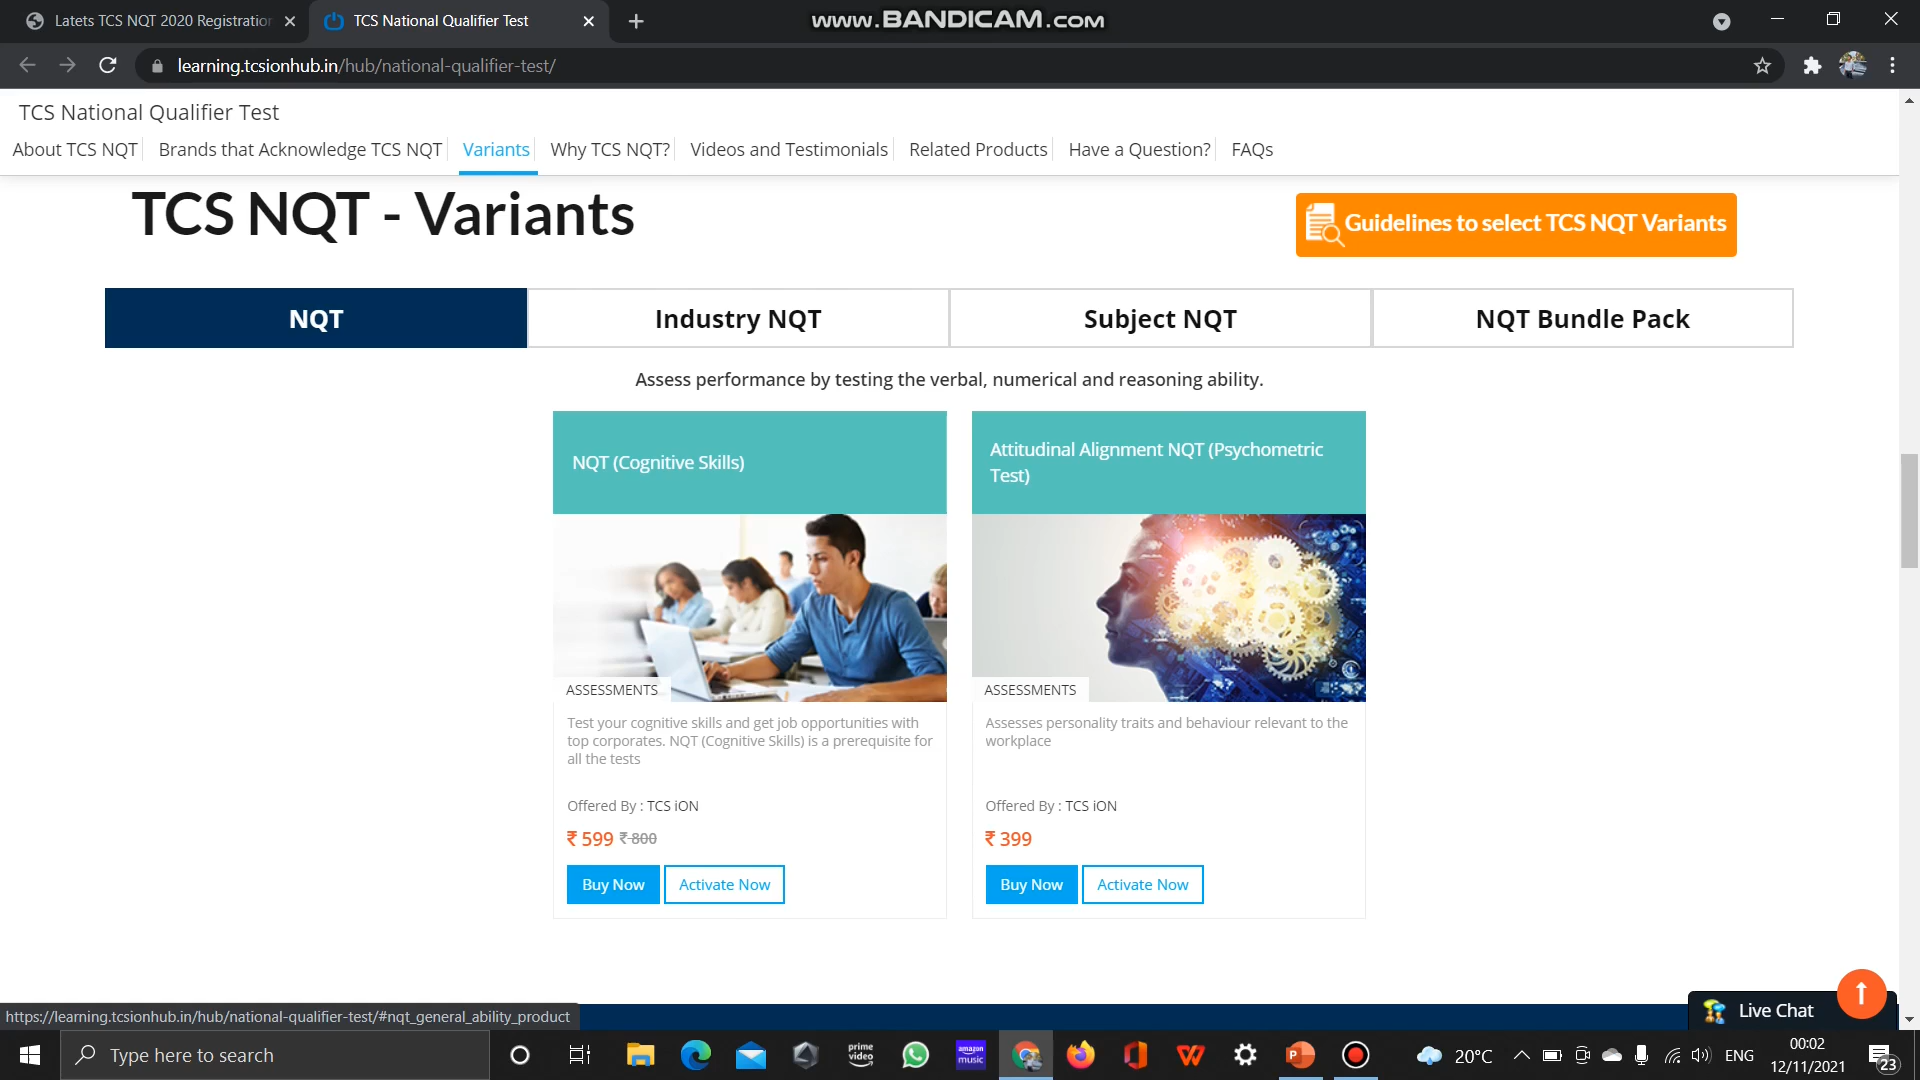 Latets TCS NQT 2020 Registration
TCS National Qualifier Test
www.BANDICAM.com
learning.tcsionhub.in/hub/national-qualifier-test/
TCS National Qualifier Test
About TCS NQT
Brands that Acknowledge TCS NQT
Variants
Why TCS NQT?
Videos and Testimonials
Related Products
Have a Question?
FAQs
TCS NQT - Variants
Guidelines to select TCS NQT Variants
NQT
Industry NQT
Subject NQT
NQT Bundle Pack
Assess performance by testing the verbal, numerical and reasoning ability.
NQT (Cognitive Skills)
ASSESSMENTS
Test your cognitive skills and get job opportunities with
top corporates. NQT (Cognitive Skills) is a prerequisite for
all the tests
Offered By : TCS iON
₹ 599 ₹ 800
Buy Now
Activate Now
Attitudinal Alignment NQT (Psychometric
Test)
ASSESSMENTS
Assesses personality traits and behaviour relevant to the
workplace
Offered By : TCS iON
₹ 399
Buy Now
Activate Now
Live Chat
https://learning.tcsionhub.in/hub/national-qualifier-test/#nqt_general_ability_product
Type here to search
prime
video
amazon
music
20°C
ENG
00:02
12/11/2021
23